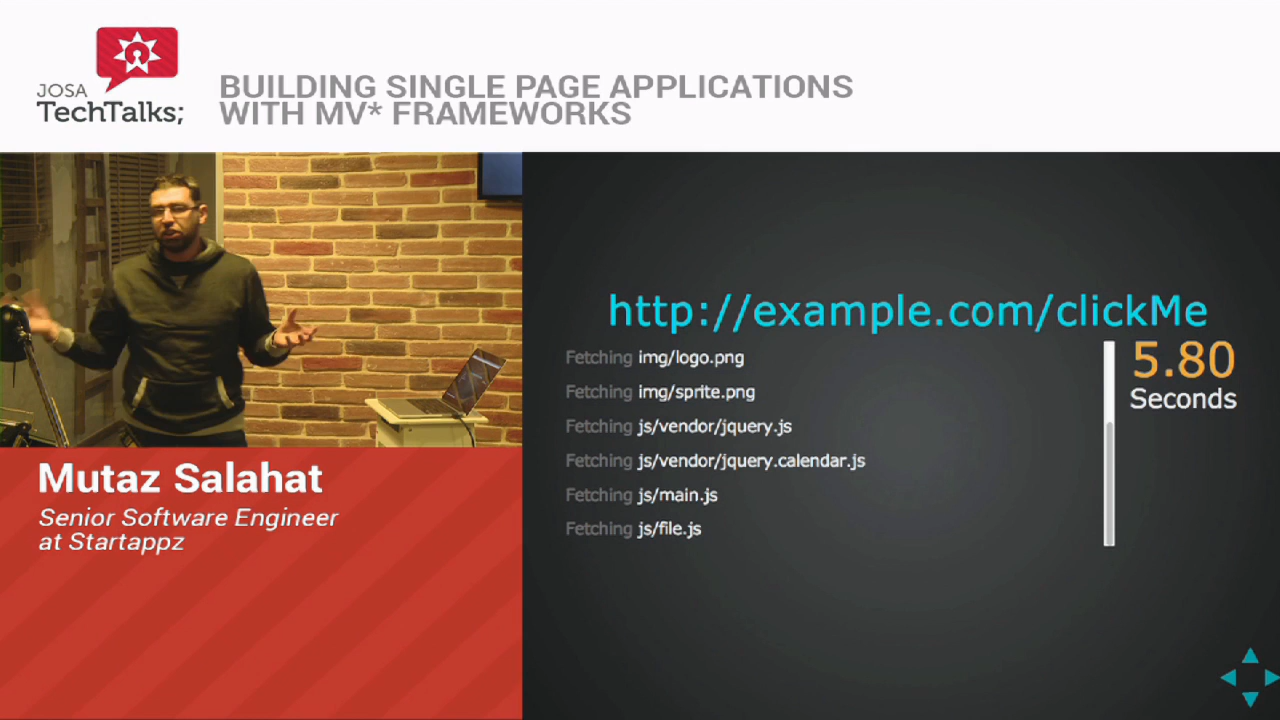 JOSA
TechTalks;
BUILDING SINGLE PAGE APPLICATIONS
WITH MV* FRAMEWORKS
http://example.com/clickMe
Fetching img/logo.png
Fetching img/sprite.png
Fetching js/vendor/jquery.js
Fetching js/vendor/jquery.calendar.js
Fetching js/main.js
Fetching js/file.js
5.80
Seconds
Mutaz Salahat
Senior Software Engineer
at Startappz